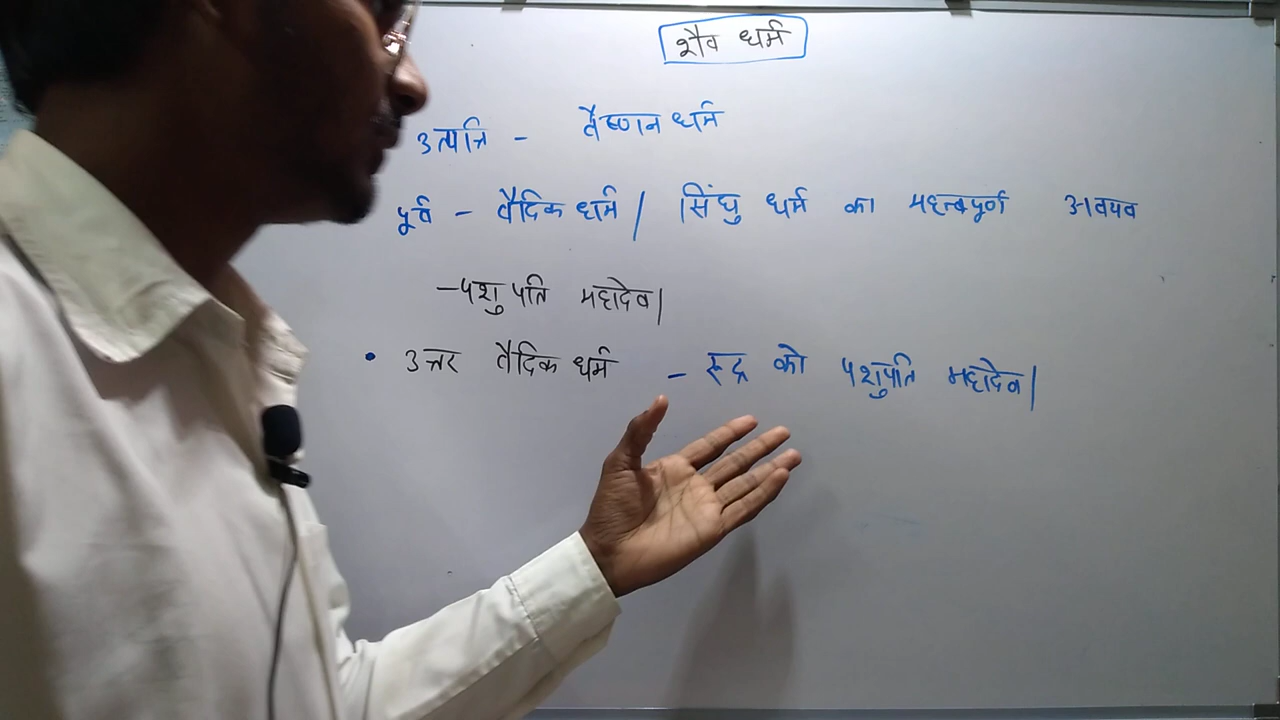 शैव धर्म
उत्पत्ति - वैष्णव धर्म
पूर्व - वैदिक धर्म | सिंधु धर्म का महत्वपूर्ण अवयव
- पशुपति महादेव |
• उत्तर वैदिक धर्म - रूद्र को पशुपति महादेव |